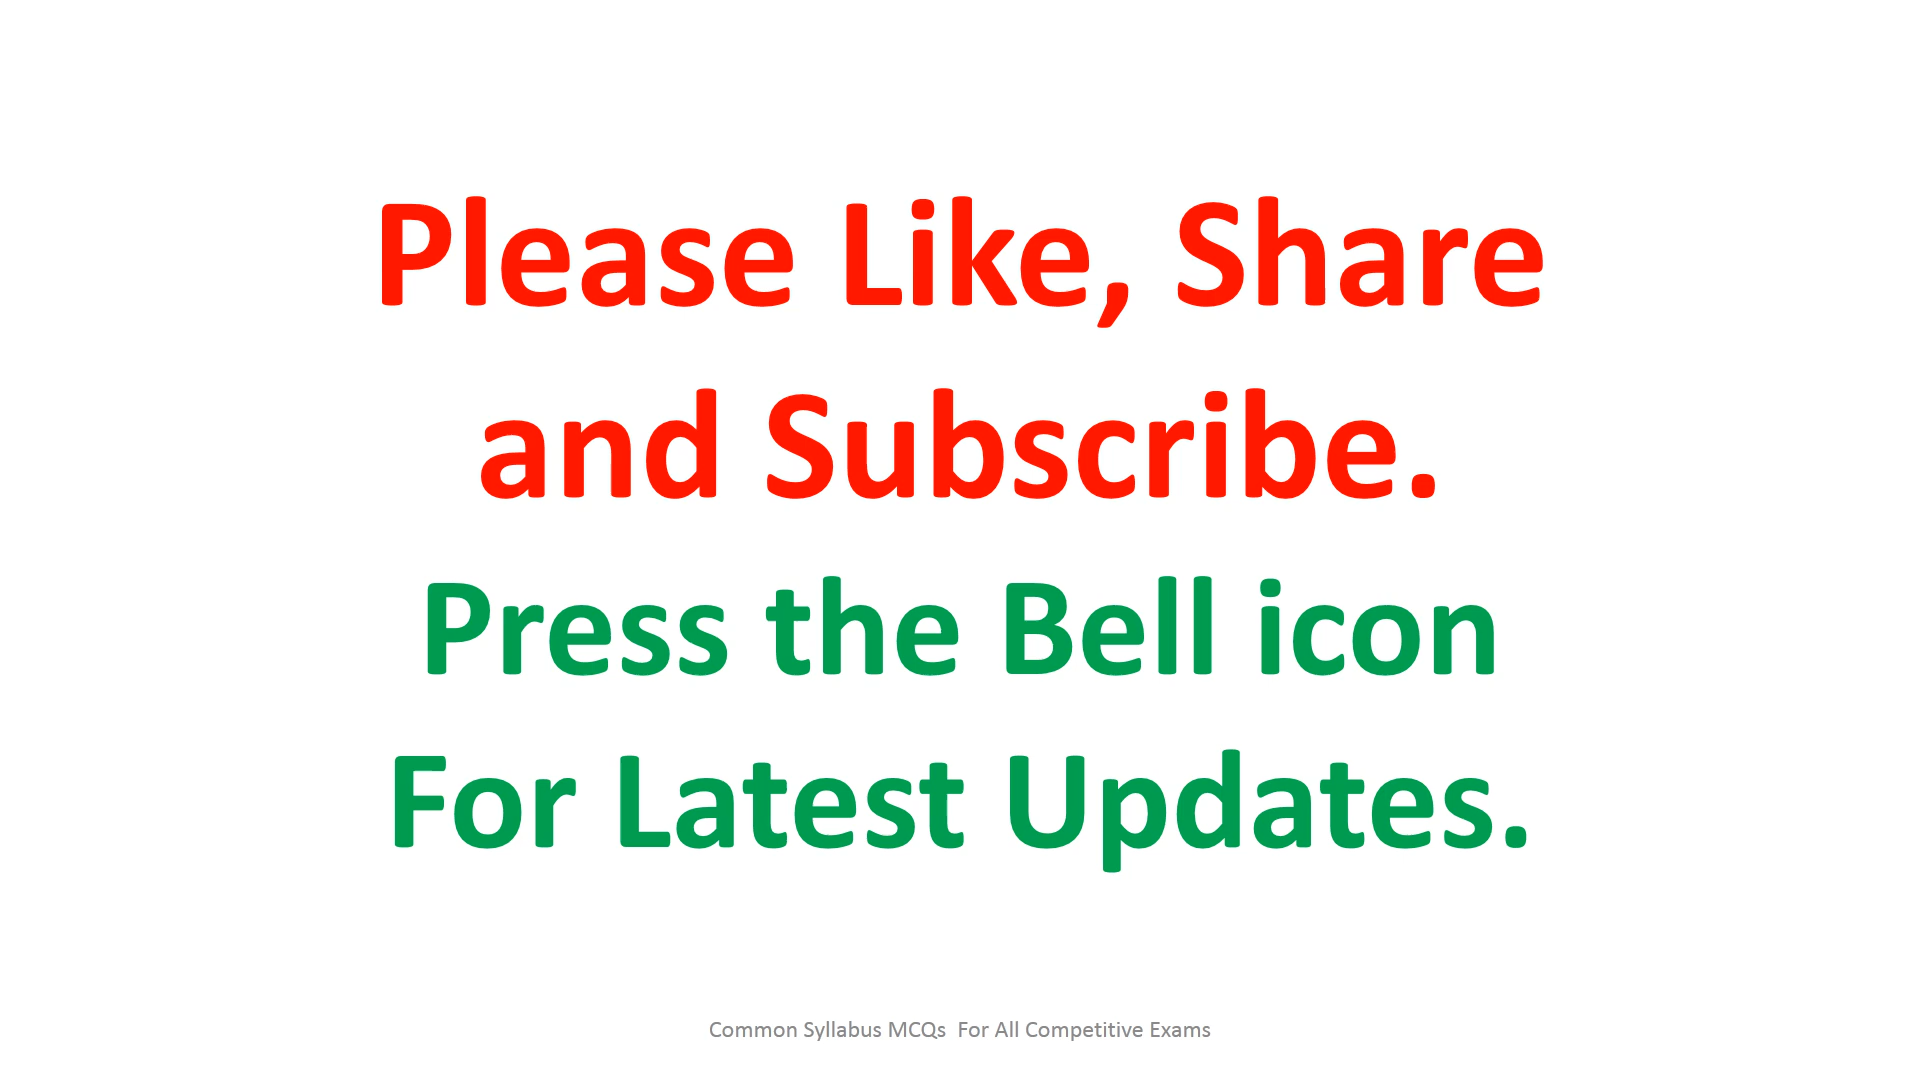 Please Like, Share
and Subscribe.
Press the Bell icon
For Latest Updates.
Common Syllabus MCQs  For All Competitive Exams